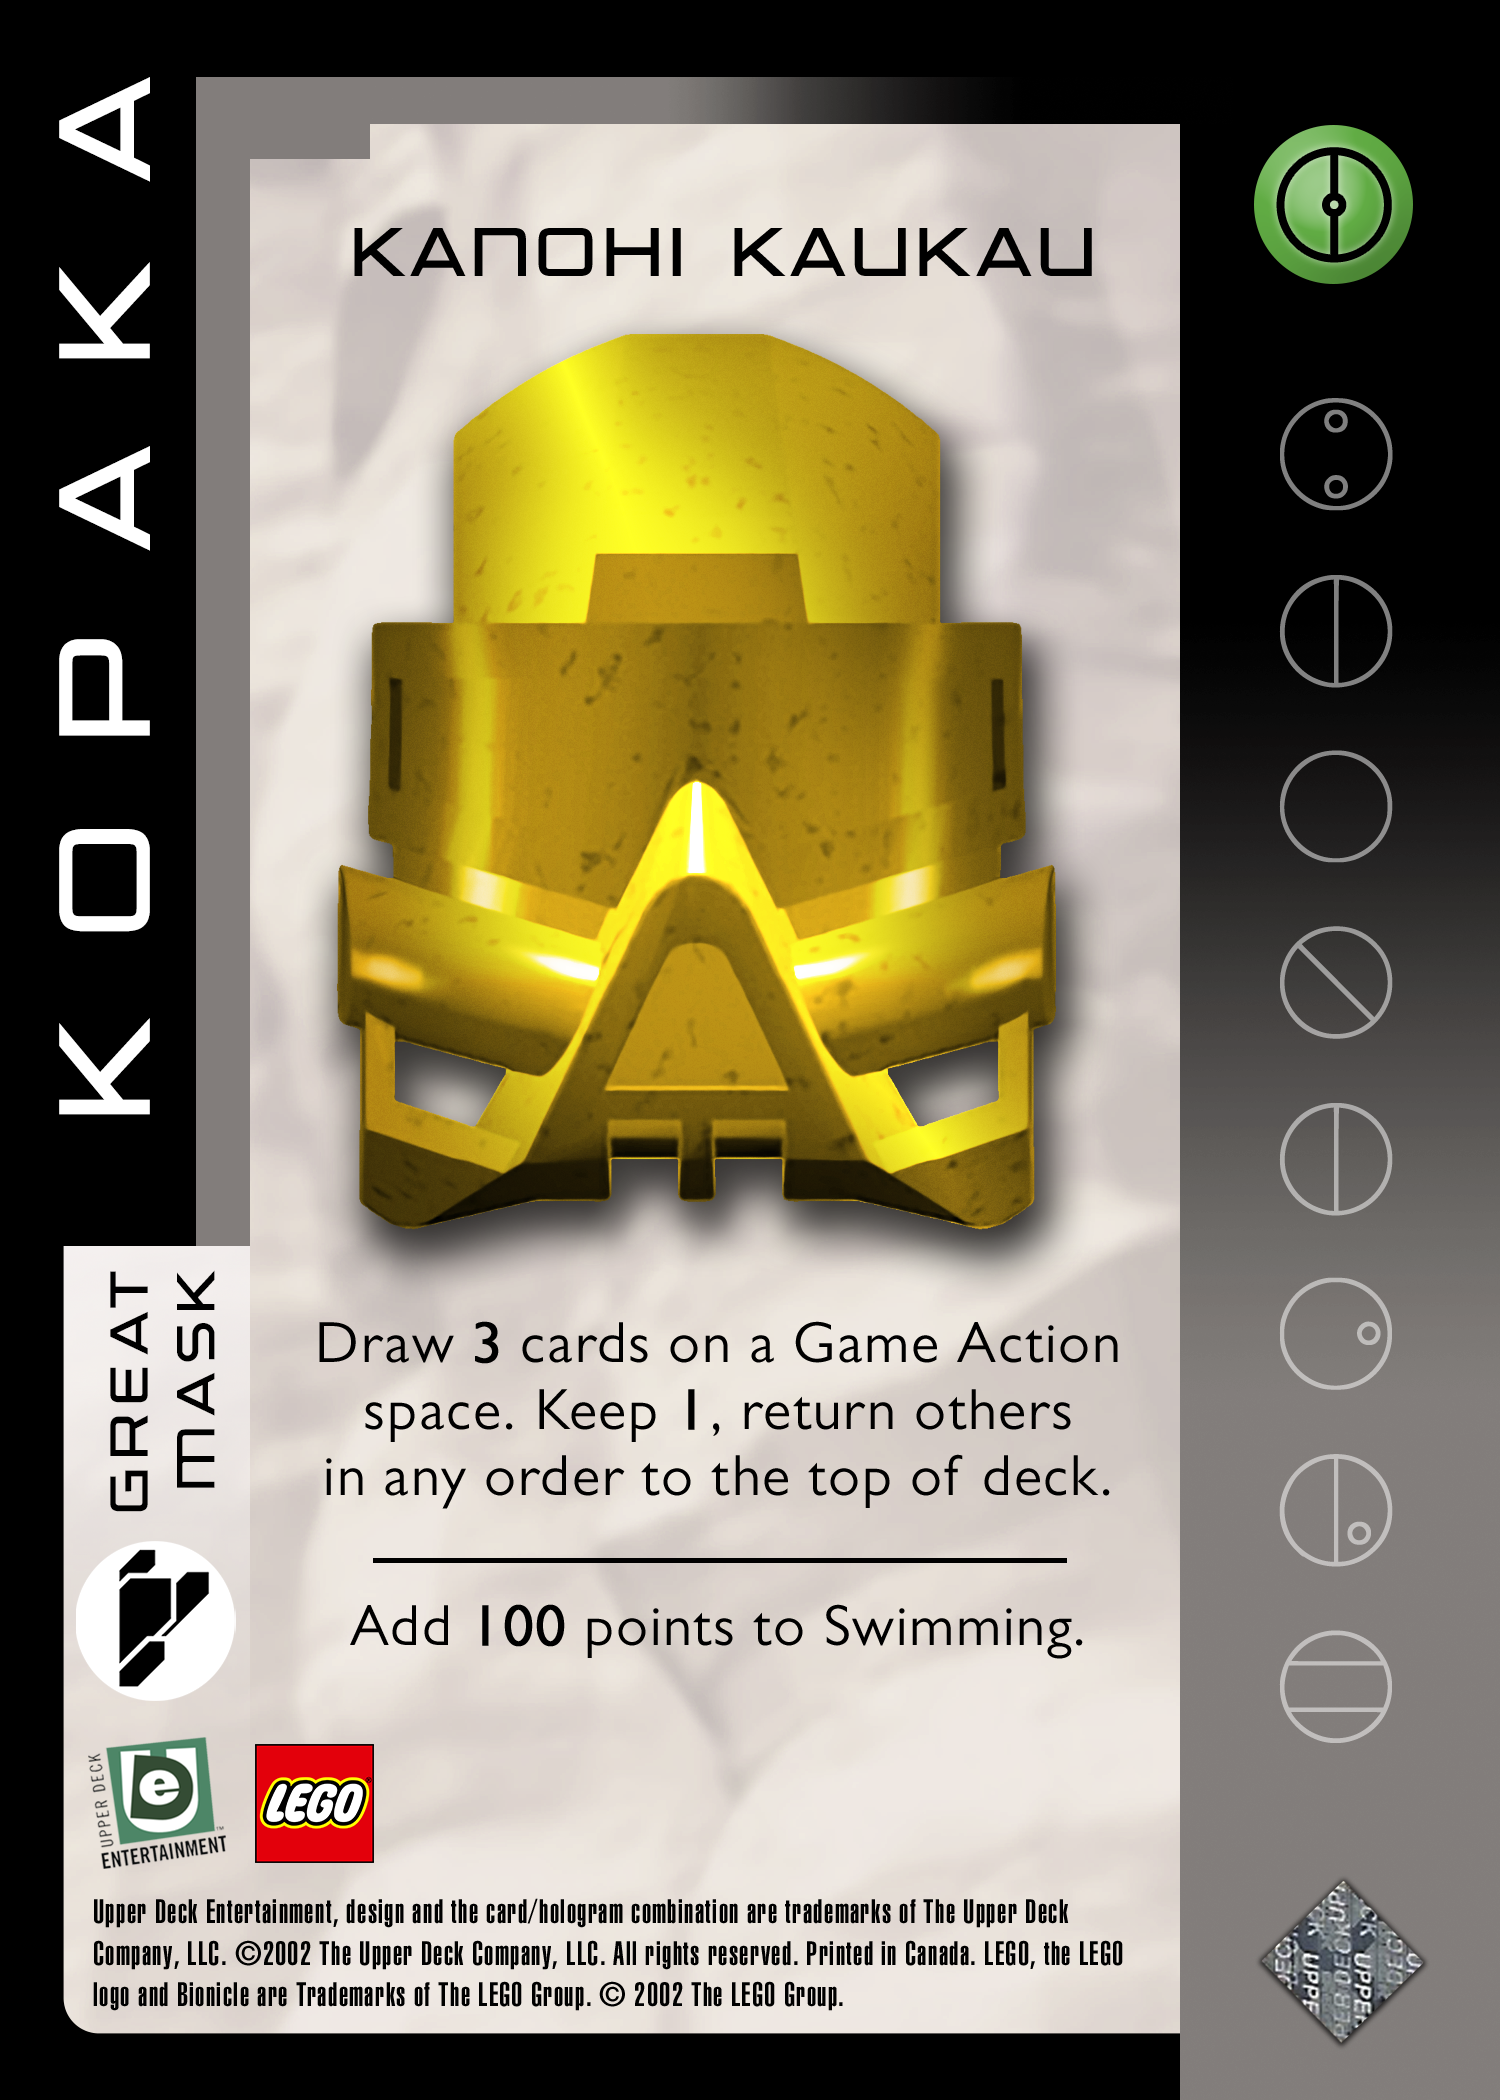 KOPAKA
KANOHI KAUKAU
GREAT
MASK
Draw 3 cards on a Game Action
space. Keep 1, return others
in any order to the top of deck.
Add 100 points to Swimming.
UPPER DECK
Ue
ENTERTAINMENT™
LEGO
Upper Deck Entertainment, design and the card/hologram combination are trademarks of The Upper Deck
Company, LLC. ©2002 The Upper Deck Company, LLC. All rights reserved. Printed in Canada. LEGO, the LEGO
logo and Bionicle are Trademarks of The LEGO Group. © 2002 The LEGO Group.